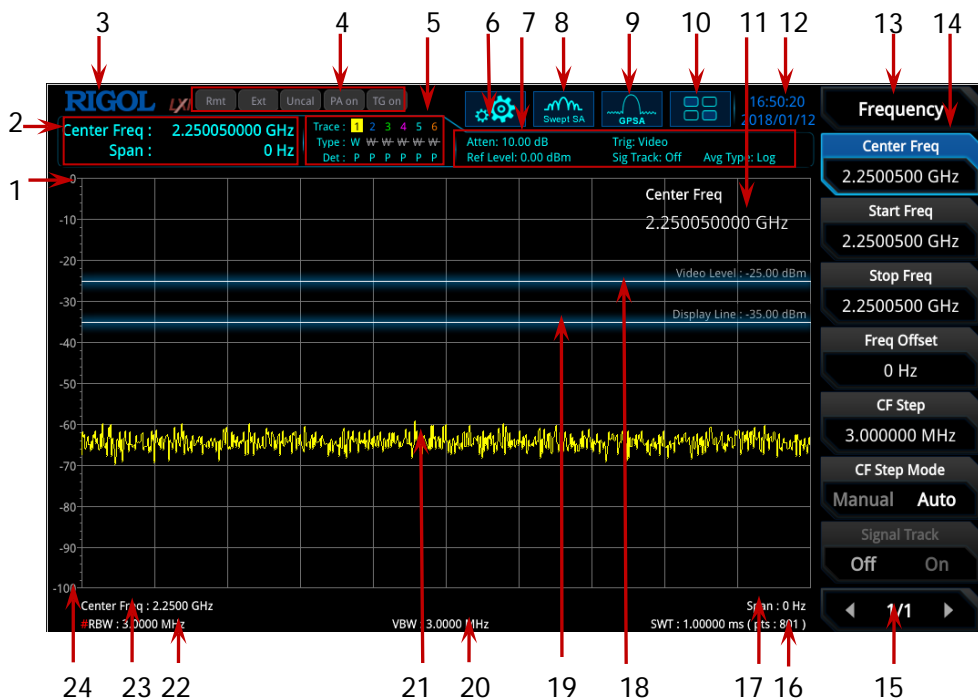 3 4 5 6 7 8 9 10 11 12 13 14
RIGOL LXI Rmt Ext Uncal PA on TG on
Swept SA
GPSA
16:50:20
2018/01/12
Frequency
2
Center Freq : 2.250050000 GHz
Span : 0 Hz
Trace : 1 2 3 4 5 6
Type : W W W W W W
Det : P P P P P P
Atten: 10.00 dB Trig: Video
Ref Level: 0.00 dBm Sig Track: Off Avg Type: Log
1
Center Freq
2.250050000 GHz
Video Level : -25.00 dBm
Display Line : -35.00 dBm
0
-10
-20
-30
-40
-50
-60
-70
-80
-90
-100
Center Freq
2.2500500 GHz
Start Freq
2.2500500 GHz
Stop Freq
2.2500500 GHz
Freq Offset
0 Hz
CF Step
3.000000 MHz
CF Step Mode
Manual Auto
Signal Track
Off On
1/1
Center Freq : 2.2500 GHz Span : 0 Hz
#RBW : 3.0000 MHz VBW : 3.0000 MHz SWT : 1.00000 ms ( pts : 801 )
24 23 22 21 20 19 18 17 16 15